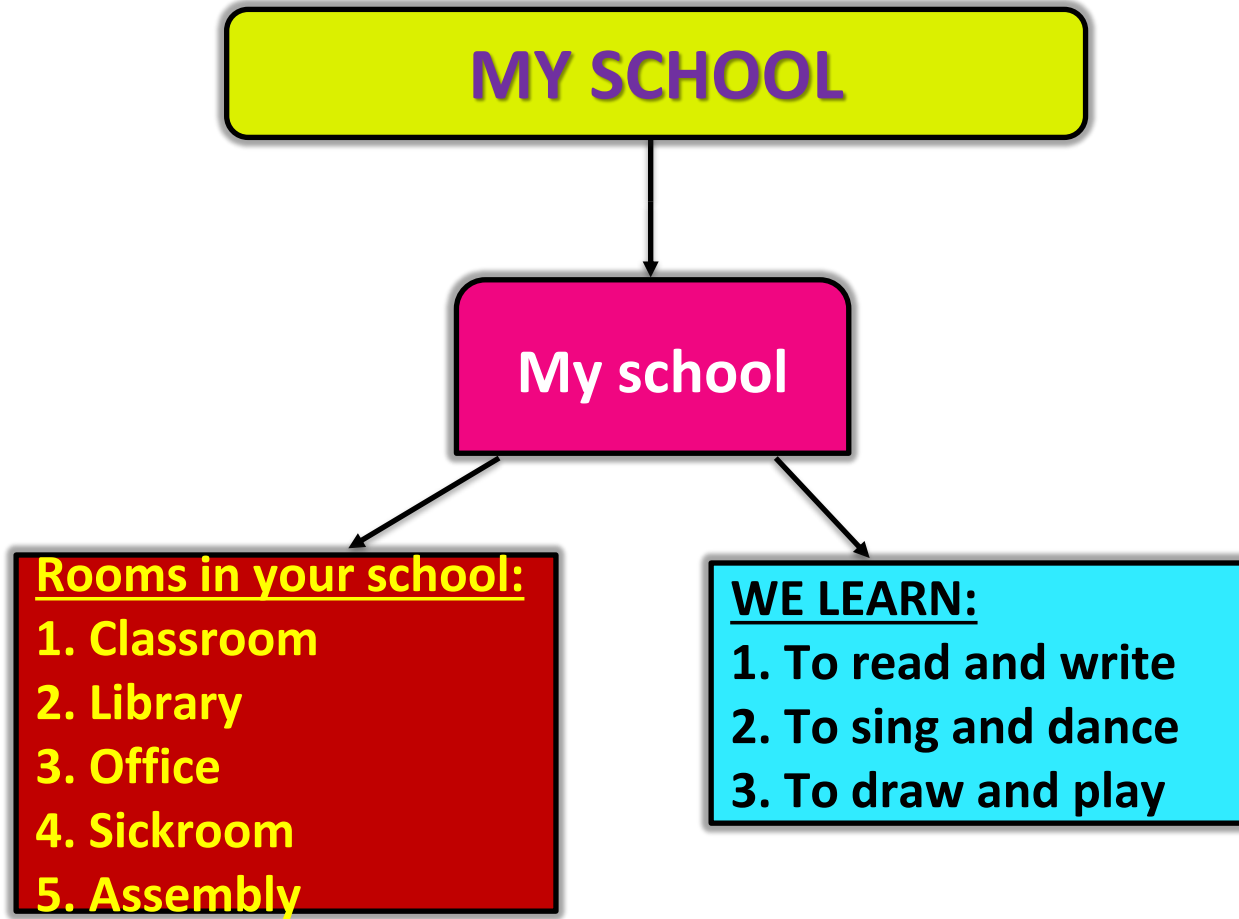 MY SCHOOL
My school
Rooms in your school:
1. Classroom
2. Library
3. Office
4. Sickroom
5. Assembly
WE LEARN:
1. To read and write
2. To sing and dance
3. To draw and play